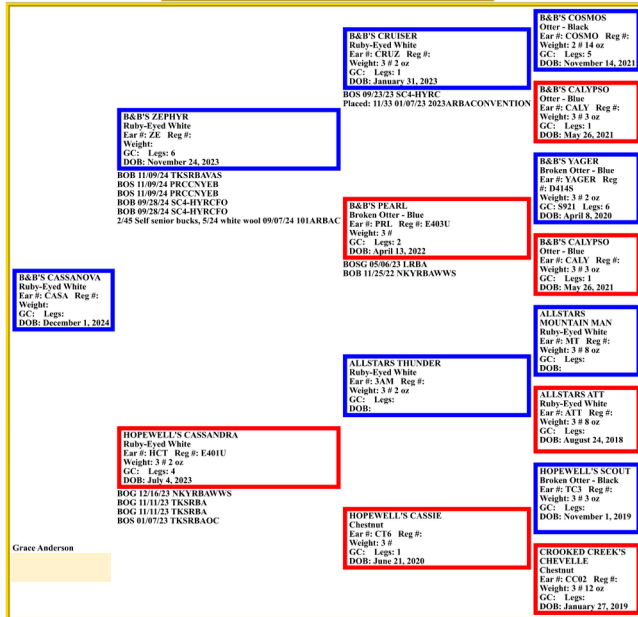 B&B'S CASSANOVA
Ruby-Eyed White
Ear #: CASA Reg #:
Weight:
GC: Legs:
DOB: December 1, 2024
B&B'S ZEPHYR
Ruby-Eyed White
Ear #: ZE Reg #:
Weight:
GC: Legs: 6
DOB: November 24, 2023
BOB 11/09/24 TKSRBAVAS
BOS 11/09/24 PRCCNYEB
BOS 11/09/24 PRCCNYEB
BOB 09/28/24 SC4-HYRCFO
BOB 09/28/24 SC4-HYRCFO
2/45 Self senior bucks, 5/24 white wool 09/07/24 101ARBAC
B&B'S CRUISER
Ruby-Eyed White
Ear #: CRUZ Reg #:
Weight: 3 # 2 oz
GC: Legs: 1
DOB: January 31, 2023
BOS 09/23/23 SC4-HYRC
Placed: 11/33 01/07/23 2023ARBACONVENTION
B&B'S COSMOS
Otter - Black
Ear #: COSMO Reg #:
Weight: 2 # 14 oz
GC: Legs: 5
DOB: November 14, 2021
B&B'S CALYPSO
Otter - Blue
Ear #: CALY Reg #:
Weight: 3 # 3 oz
GC: Legs: 1
DOB: May 26, 2021
B&B'S PEARL
Broken Otter - Blue
Ear #: PRL Reg #: E403U
Weight: 3 #
GC: Legs: 2
DOB: April 13, 2022
BOSG 05/06/23 LRBA
BOB 11/25/22 NKYRBAWWS
B&B'S YAGER
Broken Otter - Blue
Ear #: YAGER Reg
#: D414S
Weight: 3 # 2 oz
GC: S921 Legs: 6
DOB: April 8, 2020
B&B'S CALYPSO
Otter - Blue
Ear #: CALY Reg #:
Weight: 3 # 3 oz
GC: Legs: 1
DOB: May 26, 2021
HOPEWELL'S CASSANDRA
Ruby-Eyed White
Ear #: HCT Reg #: E401U
Weight: 3 # 2 oz
GC: Legs: 4
DOB: July 4, 2023
BOG 12/16/23 NKYRBAWWS
BOG 11/11/23 TKSRBA
BOG 11/11/23 TKSRBA
BOS 01/07/23 TKSRBAOC
ALLSTARS THUNDER
Ruby-Eyed White
Ear #: 3AM Reg #:
Weight: 3 # 2 oz
GC: Legs:
DOB:
ALLSTARS
MOUNTAIN MAN
Ruby-Eyed White
Ear #: MT Reg #:
Weight: 3 # 8 oz
GC: Legs:
DOB:
ALLSTARS ATT
Ruby-Eyed White
Ear #: ATT Reg #:
Weight: 3 # 8 oz
GC: Legs:
DOB: August 24, 2018
HOPEWELL'S CASSIE
Chestnut
Ear #: CT6 Reg #:
Weight: 3 #
GC: Legs: 1
DOB: June 21, 2020
HOPEWELL'S SCOUT
Broken Otter - Black
Ear #: TC3 Reg #:
Weight: 3 # 3 oz
GC: Legs:
DOB: November 1, 2019
CROOKED CREEK'S
CHEVELLE
Chestnut
Ear #: CC02 Reg #:
Weight: 3 # 12 oz
GC: Legs:
DOB: January 27, 2019
Grace Anderson